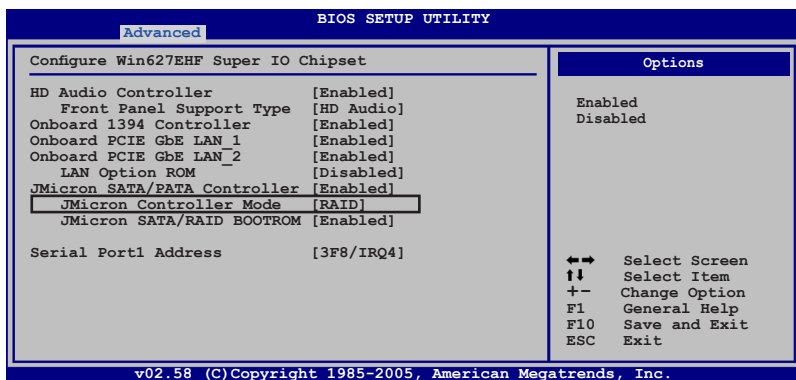 BIOS SETUP UTILITY
Advanced
Configure Win627EHF Super IO Chipset
HD Audio Controller [Enabled]
Front Panel Support Type [HD Audio]
Onboard 1394 Controller [Enabled]
Onboard PCIE GbE LAN_1 [Enabled]
Onboard PCIE GbE LAN_2 [Enabled]
LAN Option ROM [Disabled]
JMicron SATA/PATA Controller [Enabled]
JMicron Controller Mode [RAID]
JMicron SATA/RAID BOOTROM [Enabled]
Serial Port1 Address [3F8/IRQ4]
Options
Enabled
Disabled
←→ Select Screen
↑↓ Select Item
+- Change Option
F1 General Help
F10 Save and Exit
ESC Exit
v02.58 (C)Copyright 1985-2005, American Megatrends, Inc.